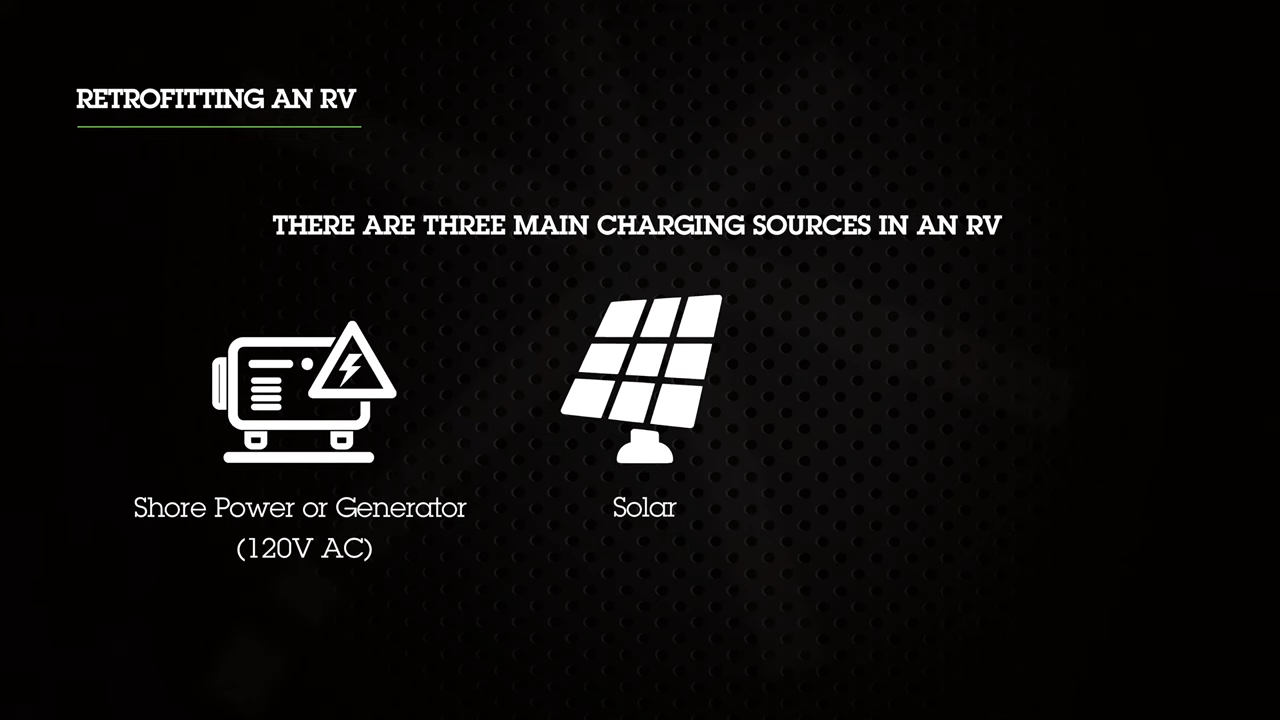 RETROFITTING AN RV
THERE ARE THREE MAIN CHARGING SOURCES IN AN RV
Shore Power or Generator
(120V AC)
Solar